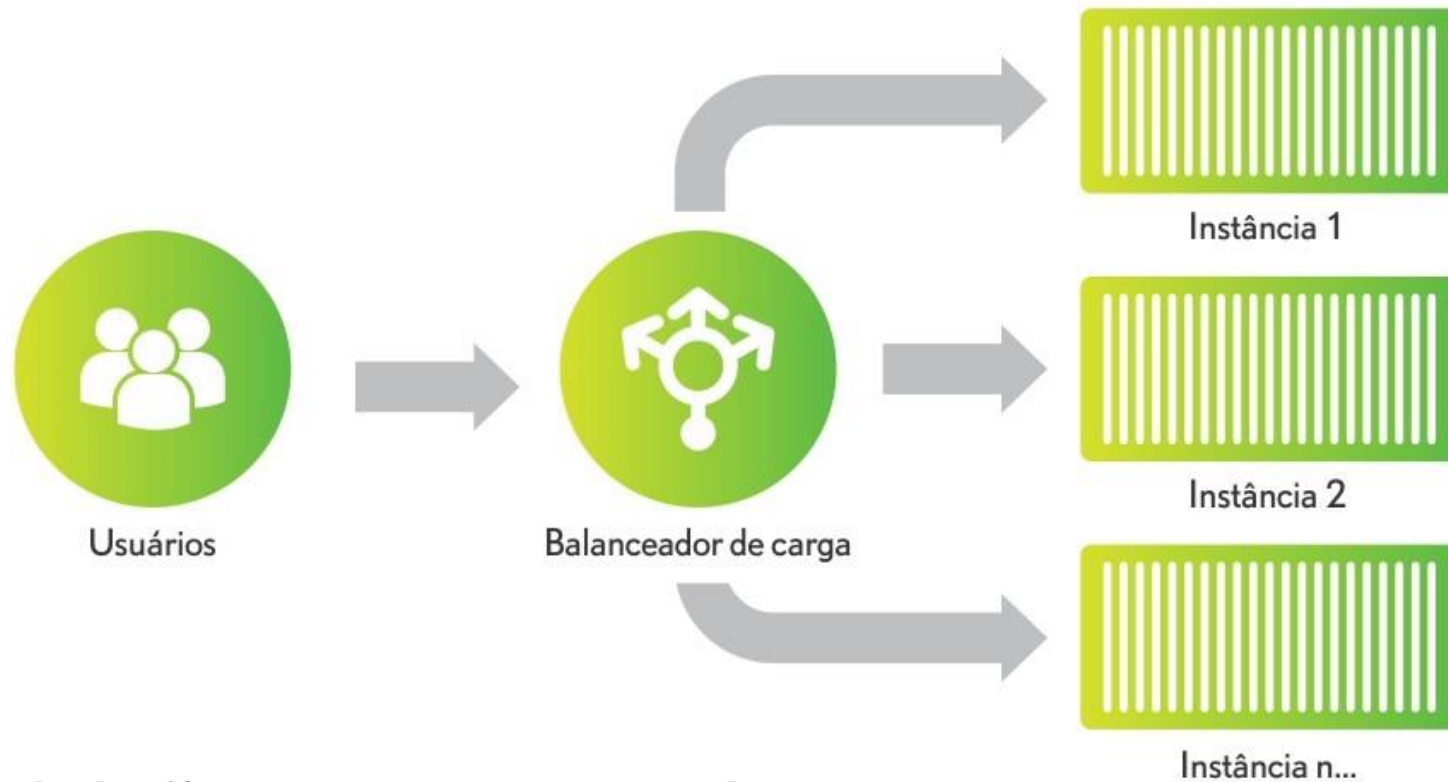 Instância 1
Usuários
Balanceador de carga
Instância 2
Instância n...